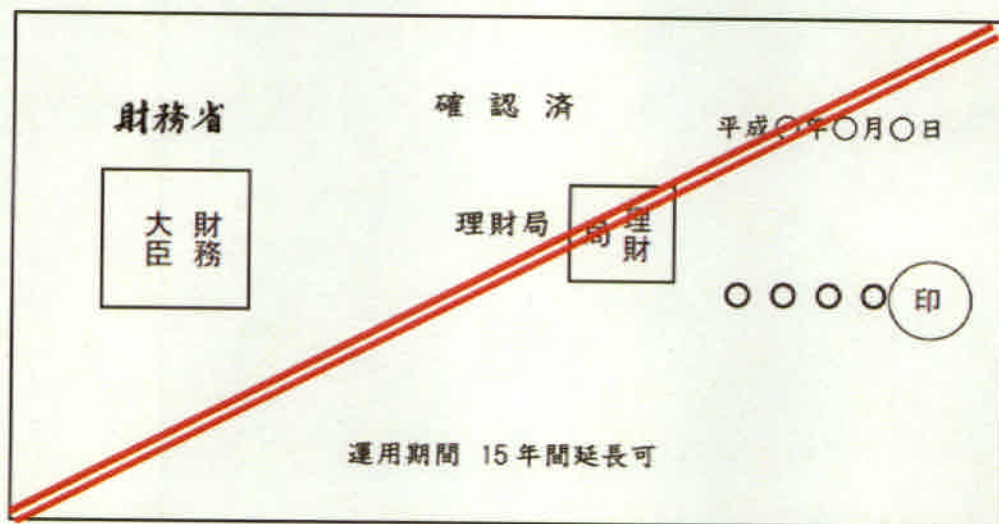 確認済
財務省
平成○年○月○日
財務
大臣
理財局
理財
局
○○○○ 印
運用期間 15年間延長可